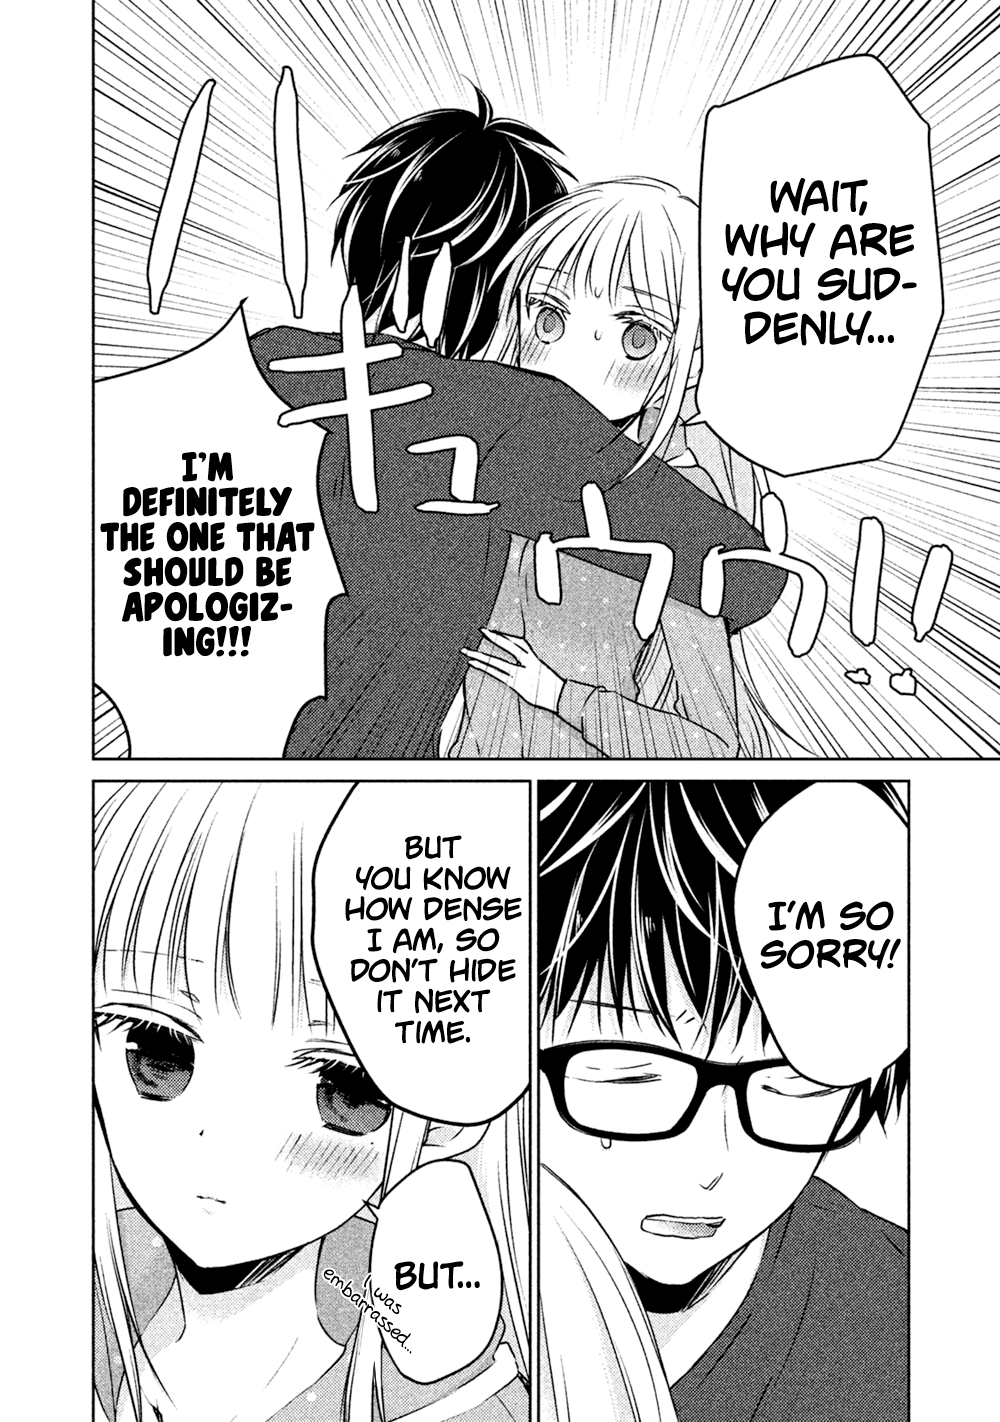 WAIT,
WHY ARE
YOU SUD-
DENLY...
ギュ
ウウ!!
I'M
DEFINITELY
THE ONE THAT
SHOULD BE
APOLOGIZ-
ING!!!
I'M SO
SORRY!
BUT
YOU KNOW
HOW DENSE
I AM, SO
DON'T HIDE
IT NEXT
TIME.
BUT...
I was
embarrassed...